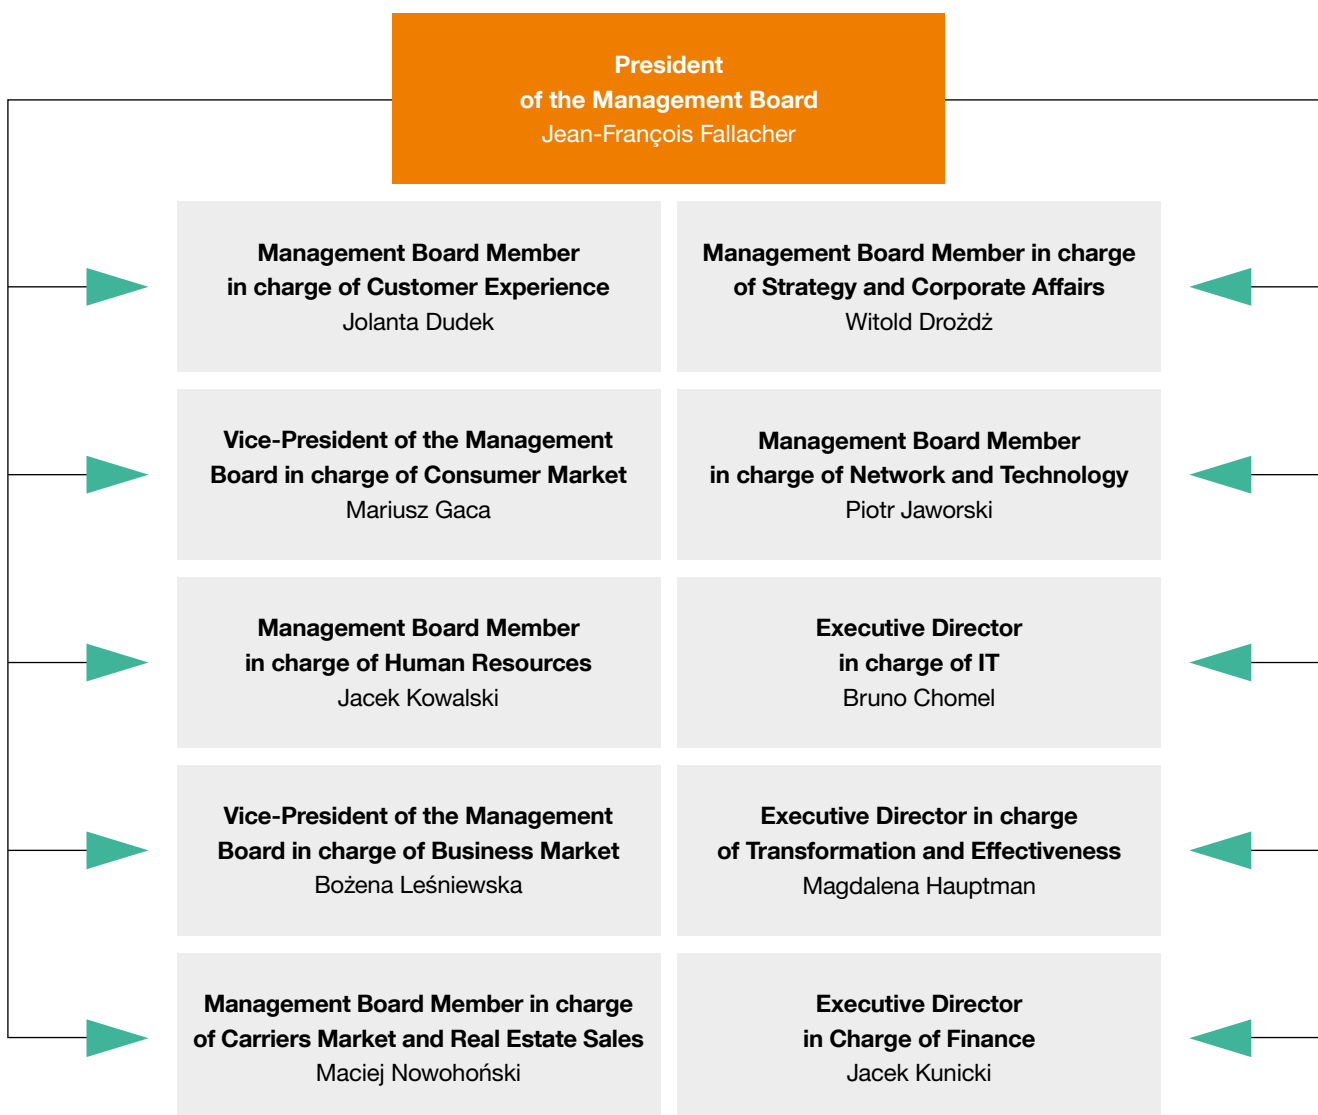 President
of the Management Board
Jean-François Fallacher
Management Board Member
in charge of Customer Experience
Jolanta Dudek
Management Board Member in charge
of Strategy and Corporate Affairs
Witold Drożdż
Vice-President of the Management
Board in charge of Consumer Market
Mariusz Gaca
Management Board Member
in charge of Network and Technology
Piotr Jaworski
Management Board Member
in charge of Human Resources
Jacek Kowalski
Executive Director
in charge of IT
Bruno Chomel
Vice-President of the Management
Board in charge of Business Market
Bożena Leśniewska
Executive Director in charge
of Transformation and Effectiveness
Magdalena Hauptman
Management Board Member in charge
of Carriers Market and Real Estate Sales
Maciej Nowohoński
Executive Director
in Charge of Finance
Jacek Kunicki